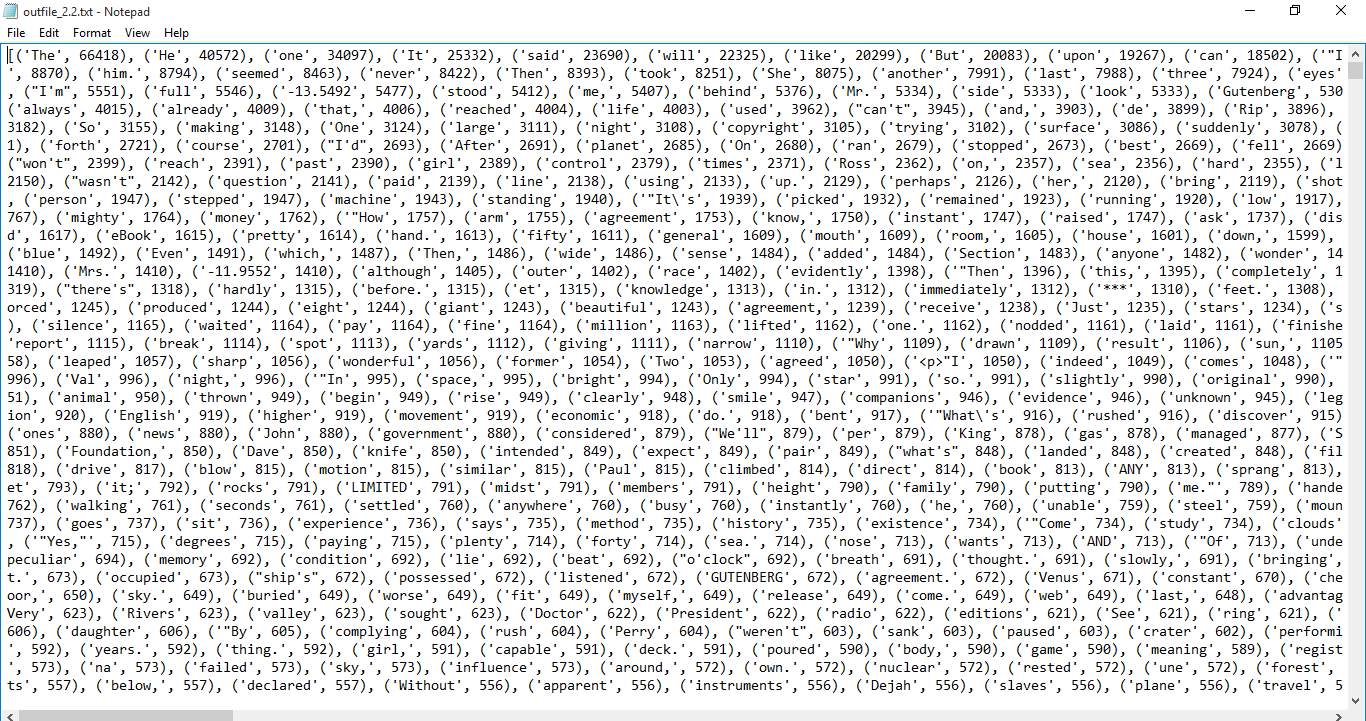 outfile_2.2.txt - Notepad
File Edit Format View Help
[('The', 66418), ('He', 40572), ('one', 34097), ('It', 25332), ('said', 23690), ('will', 22325), ('like', 20299), ('But', 20083), ('upon', 19267), ('can', 18502), ('"I
', 8870), ('him.', 8794), ('seemed', 8463), ('never', 8422), ('Then', 8393), ('took', 8251), ('She', 8075), ('another', 7991), ('last', 7988), ('three', 7924), ('eyes'
, ("I'm", 5551), ('full', 5546), ('-13.5492', 5477), ('stood', 5412), ('me,', 5407), ('behind', 5376), ('Mr.', 5334), ('side', 5333), ('look', 5333), ('Gutenberg', 530
('always', 4015), ('already', 4009), ('that,', 4006), ('reached', 4004), ('life', 4003), ('used', 3962), ("can't", 3945), ('and,', 3903), ('de', 3899), ('Rip', 3896),
3182), ('So', 3155), ('making', 3148), ('One', 3124), ('large', 3111), ('night', 3108), ('copyright', 3105), ('trying', 3102), ('surface', 3086), ('suddenly', 3078), (
1), ('forth', 2721), ('course', 2701), ("I'd", 2693), ('After', 2691), ('planet', 2685), ('On', 2680), ('ran', 2679), ('stopped', 2673), ('best', 2669), ('fell', 2669)
("won't", 2399), ('reach', 2391), ('past', 2390), ('girl', 2389), ('control', 2379), ('times', 2371), ('Ross', 2362), ('on,', 2357), ('sea', 2356), ('hard', 2355), ('l
2150), ("wasn't", 2142), ('question', 2141), ('paid', 2139), ('line', 2138), ('using', 2133), ('up.', 2129), ('perhaps', 2126), ('her,', 2120), ('bring', 2119), ('shot
, ('person', 1947), ('stepped', 1947), ('machine', 1943), ('standing', 1940), ('"It\'s', 1939), ('picked', 1932), ('remained', 1923), ('running', 1920), ('low', 1917),
767), ('mighty', 1764), ('money', 1762), ('"How', 1757), ('arm', 1755), ('agreement', 1753), ('know,', 1750), ('instant', 1747), ('raised', 1747), ('ask', 1737), ('dis
d', 1617), ('eBook', 1615), ('pretty', 1614), ('hand.', 1613), ('fifty', 1611), ('general', 1609), ('mouth', 1609), ('room,', 1605), ('house', 1601), ('down,', 1599),
('blue', 1492), ('Even', 1491), ('which,', 1487), ('Then,', 1486), ('wide', 1486), ('sense', 1484), ('added', 1484), ('Section', 1483), ('anyone', 1482), ('wonder', 14
1410), ('Mrs.', 1410), ('-11.9552', 1410), ('although', 1405), ('outer', 1402), ('race', 1402), ('evidently', 1398), ('"Then', 1396), ('this,', 1395), ('completely', 1
319), ("there's", 1318), ('hardly', 1315), ('before.', 1315), ('et', 1315), ('knowledge', 1313), ('in.', 1312), ('immediately', 1312), ('***', 1310), ('feet.', 1308),
orced', 1245), ('produced', 1244), ('eight', 1244), ('giant', 1243), ('beautiful', 1243), ('agreement,', 1239), ('receive', 1238), ('Just', 1235), ('stars', 1234), ('s
), ('silence', 1165), ('waited', 1164), ('pay', 1164), ('fine', 1164), ('million', 1163), ('lifted', 1162), ('one.', 1162), ('nodded', 1161), ('laid', 1161), ('finishe
'report', 1115), ('break', 1114), ('spot', 1113), ('yards', 1112), ('giving', 1111), ('narrow', 1110), ('"Why', 1109), ('drawn', 1109), ('result', 1106), ('sun,', 1105
58), ('leaped', 1057), ('sharp', 1056), ('wonderful', 1056), ('former', 1054), ('Two', 1053), ('agreed', 1050), ('<p>"I', 1050), ('indeed', 1049), ('comes', 1048), ('"
996), ('Val', 996), ('night,', 996), ('"In', 995), ('space,', 995), ('bright', 994), ('Only', 994), ('star', 991), ('so.', 991), ('slightly', 990), ('original', 990),
51), ('animal', 950), ('thrown', 949), ('begin', 949), ('rise', 949), ('clearly', 948), ('smile', 947), ('companions', 946), ('evidence', 946), ('unknown', 945), ('leg
ion', 920), ('English', 919), ('higher', 919), ('movement', 919), ('economic', 918), ('do.', 918), ('bent', 917), ('"What\'s', 916), ('rushed', 916), ('discover', 915)
('ones', 880), ('news', 880), ('John', 880), ('government', 880), ('considered', 879), ("We'll", 879), ('per', 879), ('King', 878), ('gas', 878), ('managed', 877), ('S
851), ('Foundation,', 850), ('Dave', 850), ('knife', 850), ('intended', 849), ('expect', 849), ('pair', 849), ("what's", 848), ('landed', 848), ('created', 848), ('fil
818), ('drive', 817), ('blow', 815), ('motion', 815), ('similar', 815), ('Paul', 815), ('climbed', 814), ('direct', 814), ('book', 813), ('ANY', 813), ('sprang', 813),
et', 793), ('it;', 792), ('rocks', 791), ('LIMITED', 791), ('midst', 791), ('members', 791), ('height', 790), ('family', 790), ('putting', 790), ('me."', 789), ('hande
762), ('walking', 761), ('seconds', 761), ('settled', 760), ('anywhere', 760), ('busy', 760), ('instantly', 760), ('he,', 760), ('unable', 759), ('steel', 759), ('moun
737), ('goes', 737), ('sit', 736), ('experience', 736), ('says', 735), ('method', 735), ('history', 735), ('existence', 734), ('"Come', 734), ('study', 734), ('clouds'
, ('"Yes,"', 715), ('degrees', 715), ('paying', 715), ('plenty', 714), ('forty', 714), ('sea.', 714), ('nose', 713), ('wants', 713), ('AND', 713), ('"Of', 713), ('unde
peculiar', 694), ('memory', 692), ('condition', 692), ('lie', 692), ('beat', 692), ("o'clock", 692), ('breath', 691), ('thought.', 691), ('slowly,', 691), ('bringing',
t.', 673), ('occupied', 673), ("ship's", 672), ('possessed', 672), ('listened', 672), ('GUTENBERG', 672), ('agreement.', 672), ('Venus', 671), ('constant', 670), ('che
oor,', 650), ('sky.', 649), ('buried', 649), ('worse', 649), ('fit', 649), ('myself,', 649), ('release', 649), ('come.', 649), ('web', 649), ('last,', 648), ('advantag
Very', 623), ('Rivers', 623), ('valley', 623), ('sought', 623), ('Doctor', 622), ('President', 622), ('radio', 622), ('editions', 621), ('See', 621), ('ring', 621), ('
606), ('daughter', 606), ('"By', 605), ('complying', 604), ('rush', 604), ('Perry', 604), ("weren't", 603), ('sank', 603), ('paused', 603), ('crater', 602), ('performi
, 592), ('years.', 592), ('thing.', 592), ('girl,', 591), ('capable', 591), ('deck.', 591), ('poured', 590), ('body,', 590), ('game', 590), ('meaning', 589), ('regist
', 573), ('na', 573), ('failed', 573), ('sky,', 573), ('influence', 573), ('around,', 572), ('own.', 572), ('nuclear', 572), ('rested', 572), ('une', 572), ('forest',
ts', 557), ('below,', 557), ('declared', 557), ('Without', 556), ('apparent', 556), ('instruments', 556), ('Dejah', 556), ('slaves', 556), ('plane', 556), ('travel', 5